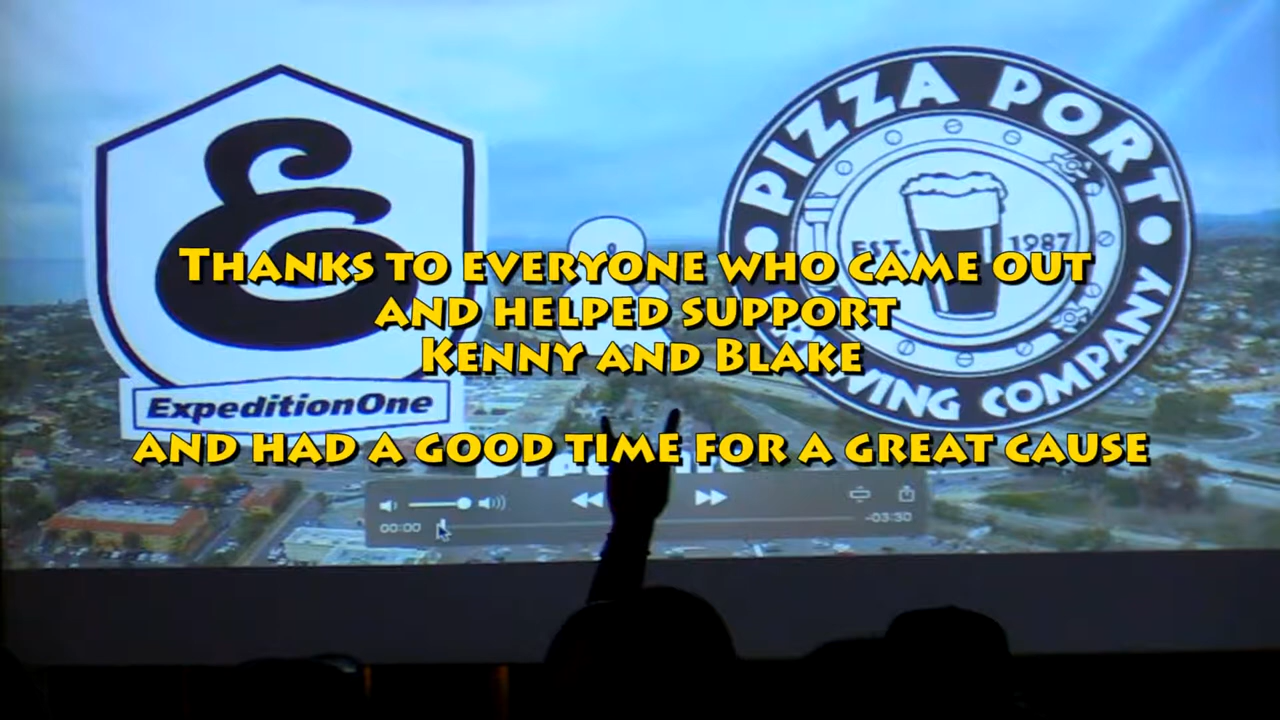 PIZZA PORT
EST. 1987
WING COMPANY
&
THANKS TO EVERYONE WHO CAME OUT
AND HELPED SUPPORT
KENNY AND BLAKE
ExpeditionOne
AND HAD A GOOD TIME FOR A GREAT CAUSE
00:00
-03:30